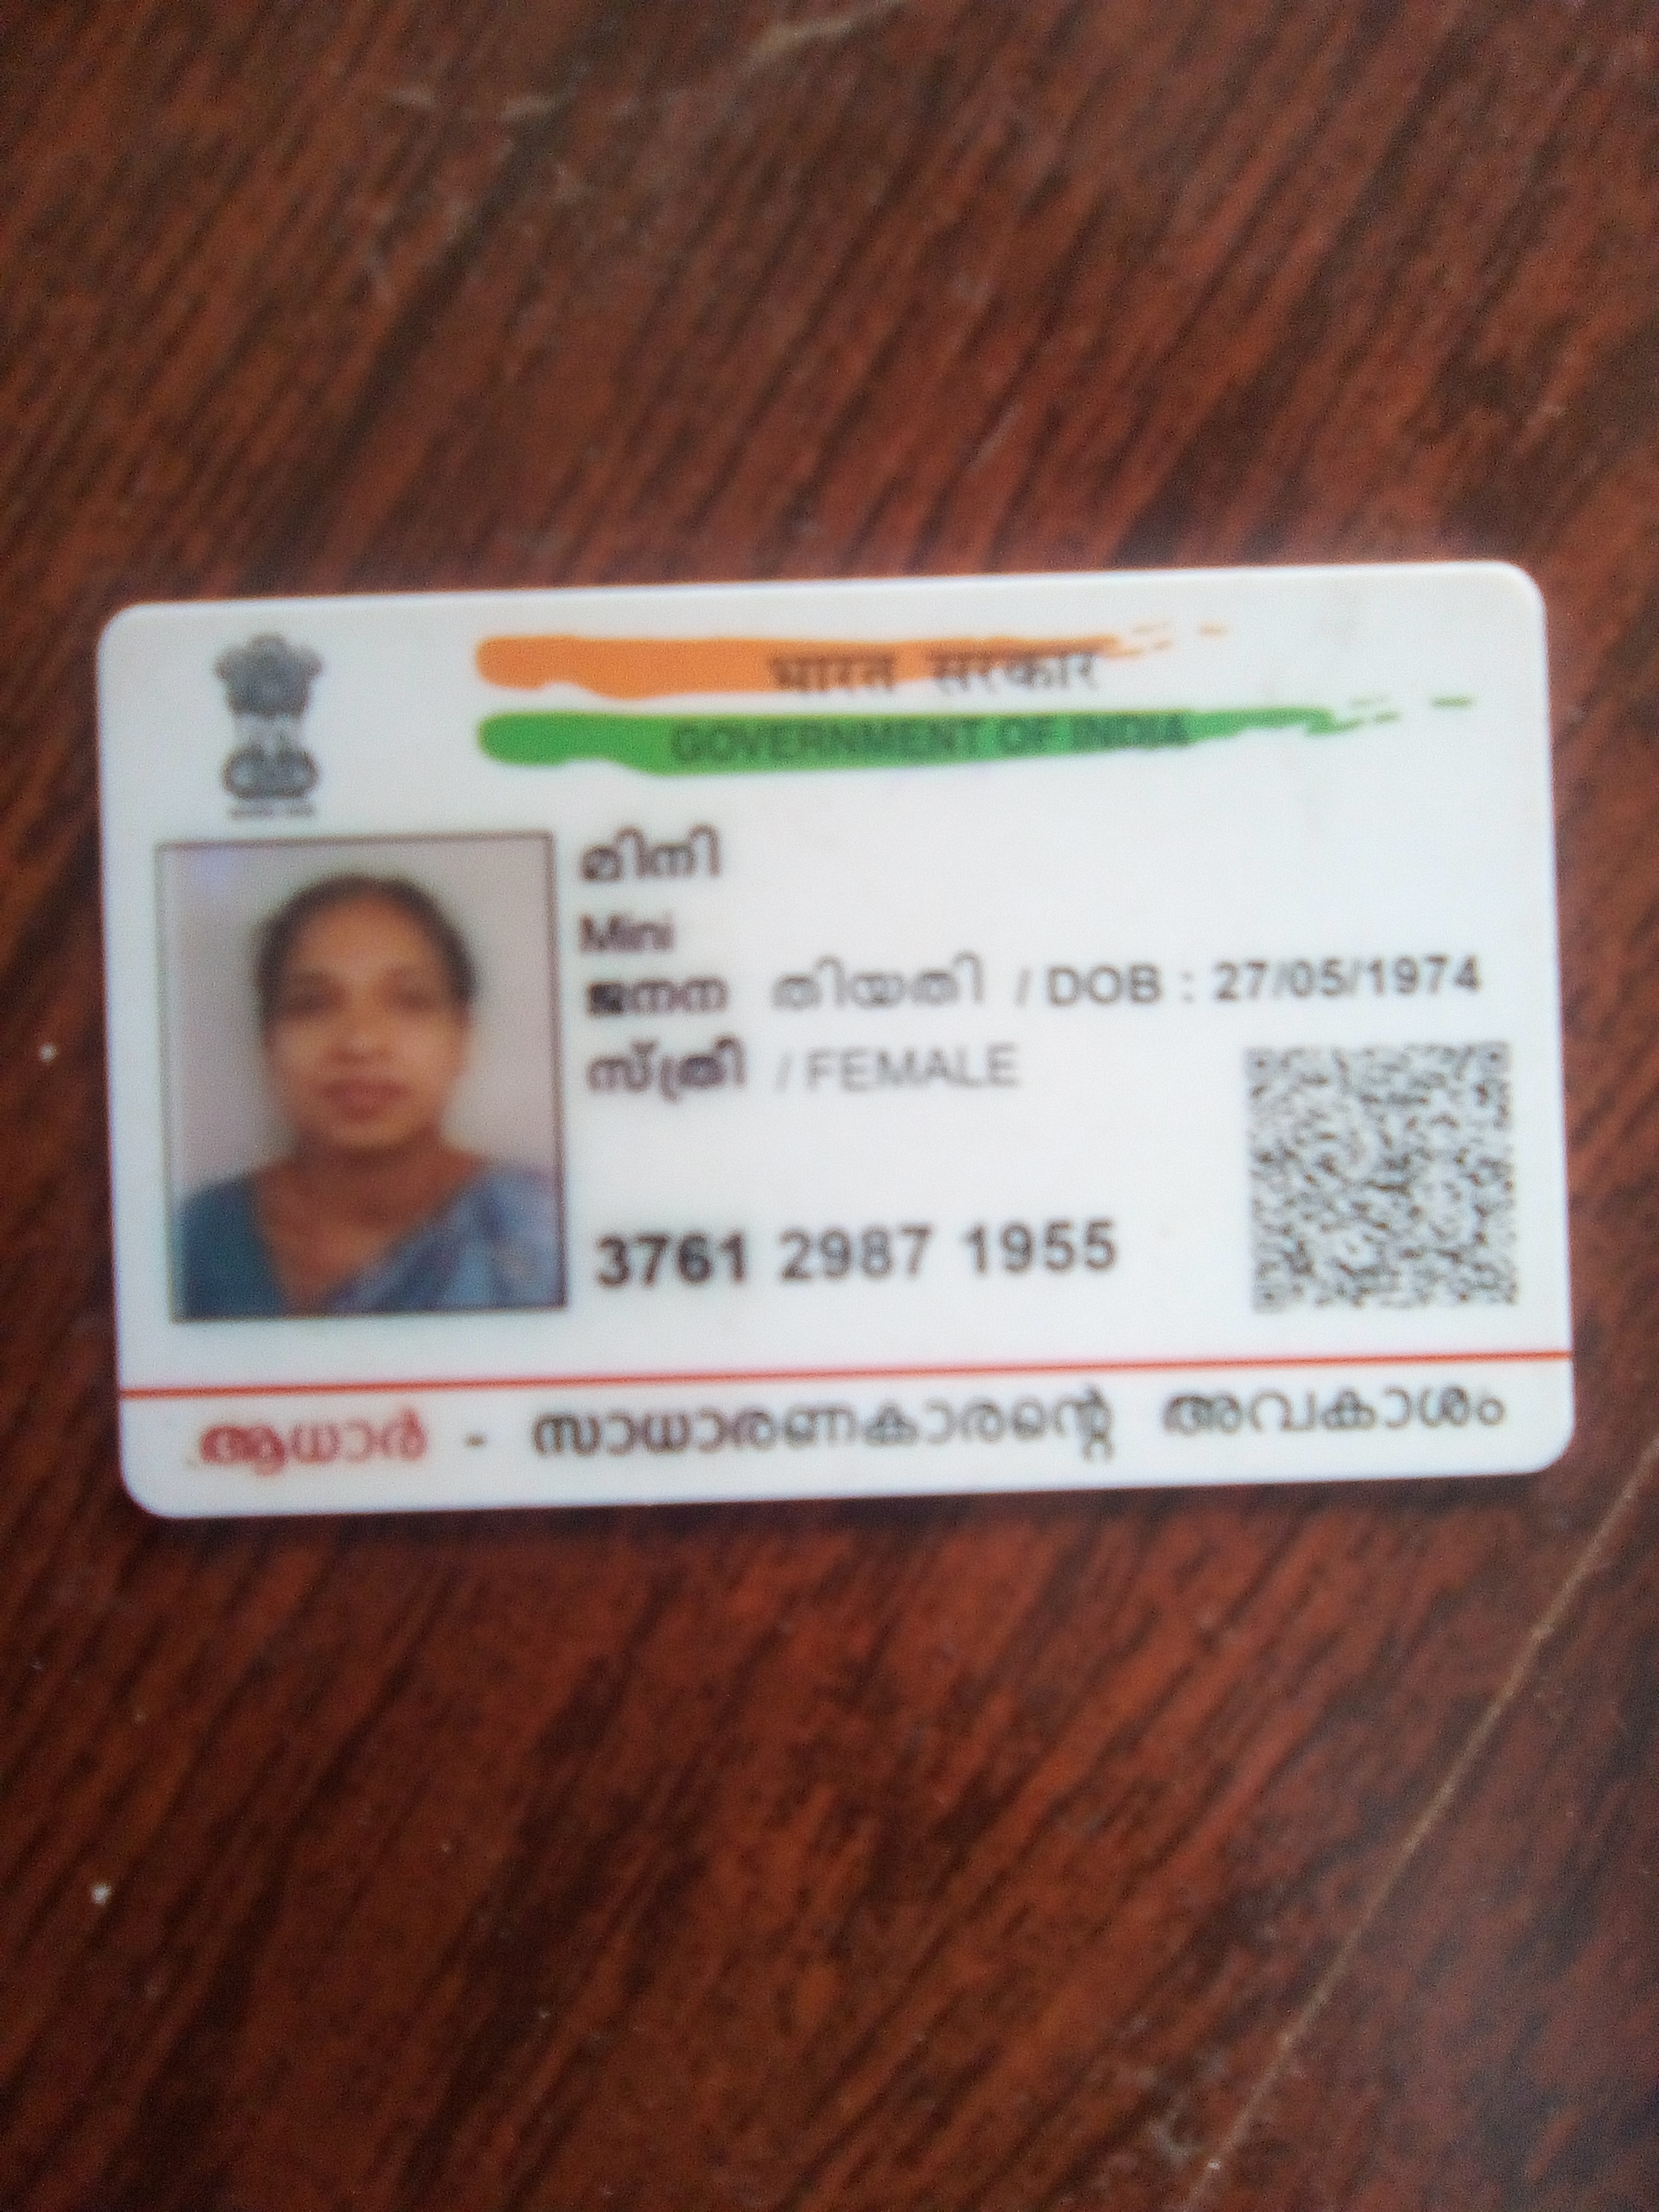 भारत सरकार
GOVERNMENT OF INDIA
മിനി
Mini
ജനന തിയതി / DOB : 27/05/1974
സ്ത്രീ / FEMALE
3761 2987 1955
ആധാർ - സാധാരണകാരന്റെ അവകാശം